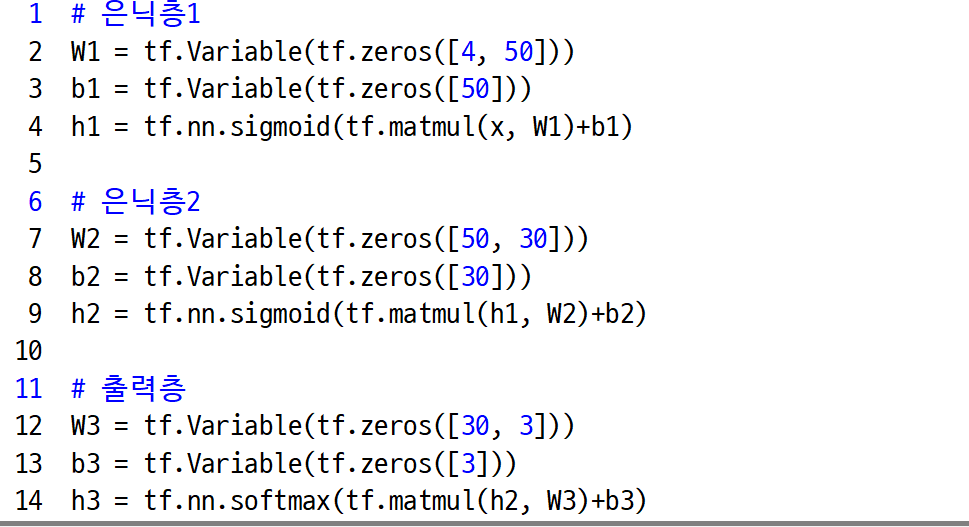 1 # 은닉층1
2 W1 = tf.Variable(tf.zeros([4, 50]))
3 b1 = tf.Variable(tf.zeros([50]))
4 h1 = tf.nn.sigmoid(tf.matmul(x, W1)+b1)
5
6 # 은닉층2
7 W2 = tf.Variable(tf.zeros([50, 30]))
8 b2 = tf.Variable(tf.zeros([30]))
9 h2 = tf.nn.sigmoid(tf.matmul(h1, W2)+b2)
10
11 # 출력층
12 W3 = tf.Variable(tf.zeros([30, 3]))
13 b3 = tf.Variable(tf.zeros([3]))
14 h3 = tf.nn.softmax(tf.matmul(h2, W3)+b3)